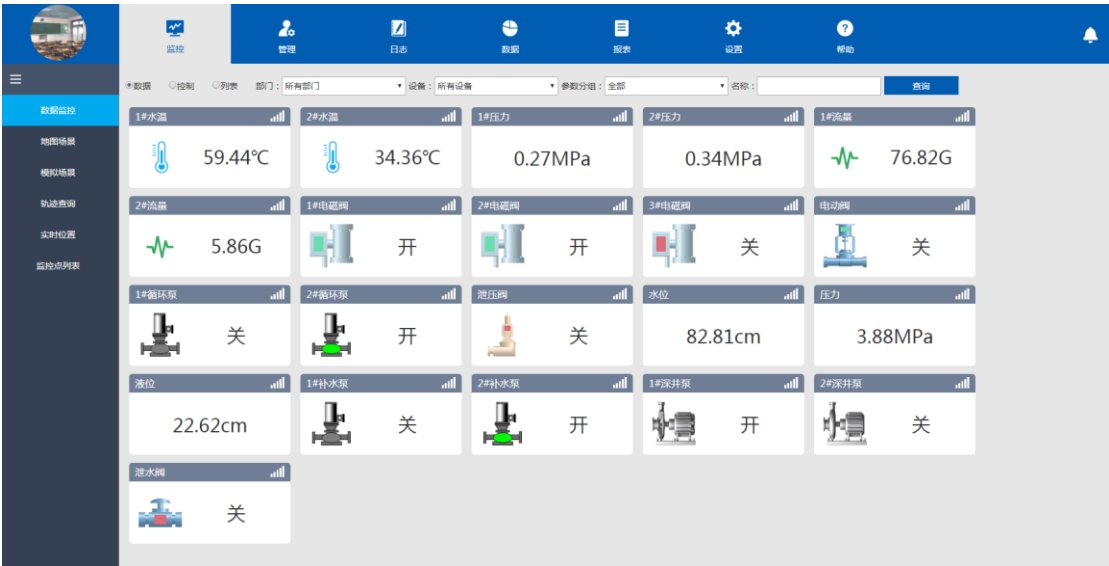 监控
管理
日志
数据
报表
设置
帮助
数据 控制 列表 部门：所有部门 设备：所有设备 参数分组：全部 名称： 查询
数据监控
地图场景
模拟场景
轨迹查询
实时位置
监控点列表
1#水温
59.44℃
2#水温
34.36℃
1#压力
0.27MPa
2#压力
0.34MPa
1#流量
76.82G
2#流量
5.86G
1#电磁阀
开
2#电磁阀
开
3#电磁阀
关
电动阀
关
1#循环泵
关
2#循环泵
开
泄压阀
关
水位
82.81cm
压力
3.88MPa
液位
22.62cm
1#补水泵
关
2#补水泵
开
1#深井泵
开
2#深井泵
关
泄水阀
关